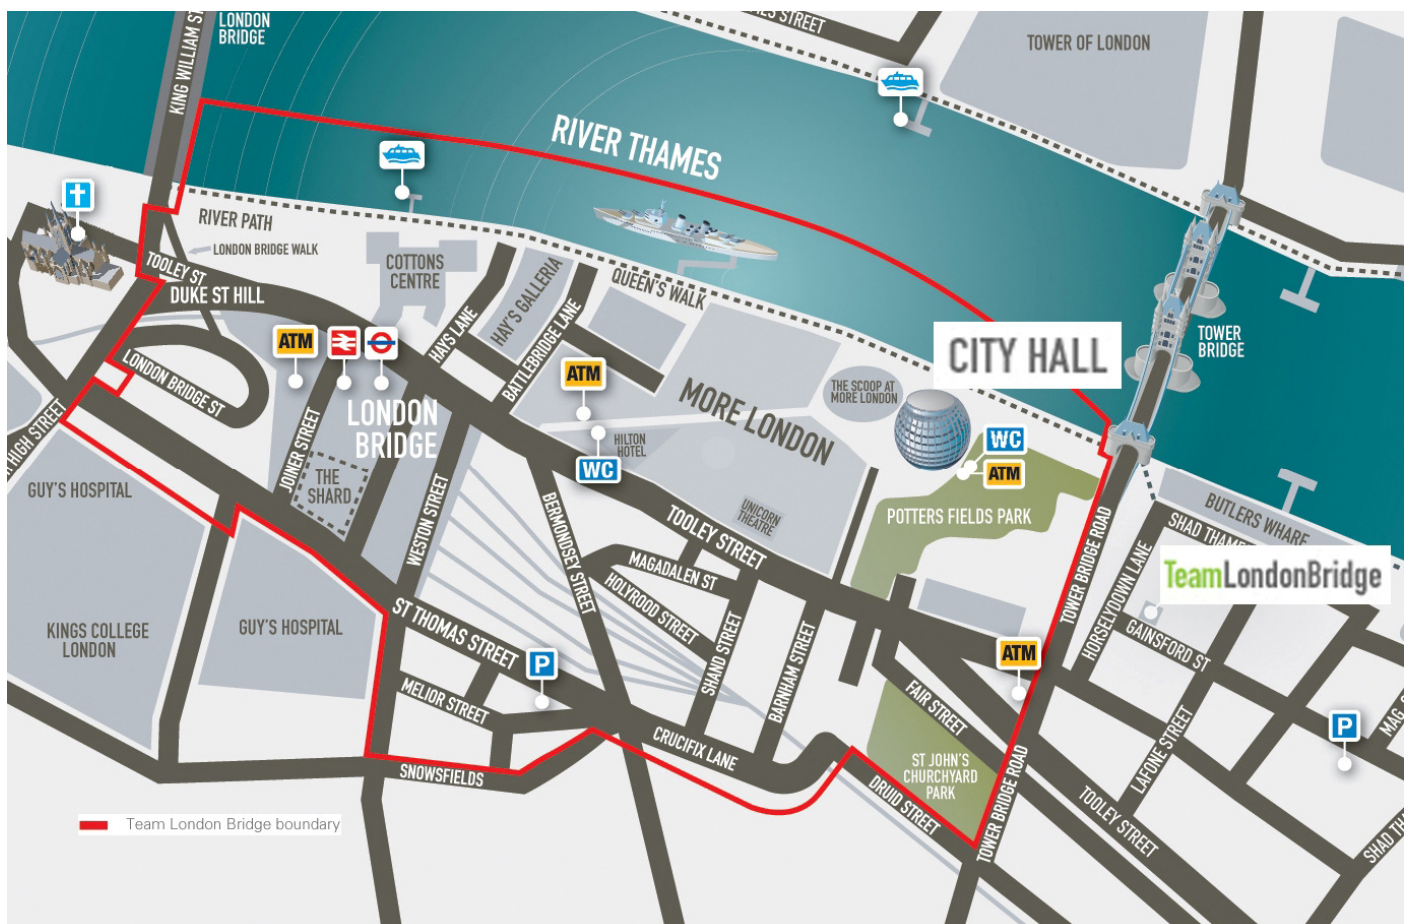 LONDON
BRIDGE
KING WILLIAM ST
TOWER OF LONDON
RIVER THAMES
RIVER PATH
LONDON BRIDGE WALK
TOOLEY ST
DUKE ST HILL
COTTONS
CENTRE
HAYS LANE
HAY'S GALLERIA
BATTLEBRIDGE LANE
QUEEN'S WALK
TOWER
BRIDGE
CITY HALL
ATM
LONDON BRIDGE ST
LONDON
BRIDGE
JOINER STREET
THE
SHARD
ATM
HILTON
HOTEL
WC
MORE LONDON
THE SCOOP AT
MORE LONDON
WC
ATM
HIGH STREET
GUY'S HOSPITAL
WESTON STREET
BERMONDSEY STREET
UNICORN
THEATRE
TOOLEY STREET
POTTERS FIELDS PARK
TOWER BRIDGE ROAD
BUTLERS WHARF
SHAD THAMES
HORSELYDOWN LANE
TeamLondonBridge
GAINSFORD ST
MAGADALEN ST
HOLYROOD STREET
SHAND STREET
BARNHAM STREET
KINGS COLLEGE
LONDON
GUY'S HOSPITAL
ST THOMAS STREET
P
MELIOR STREET
SNOWSFIELDS
CRUCIFIX LANE
ATM
FAIR STREET
ST JOHN'S
CHURCHYARD
PARK
DRUID STREET
TOWER BRIDGE ROAD
TOOLEY STREET
LAFONE STREET
P
MAG.
SHAD
Team London Bridge boundary